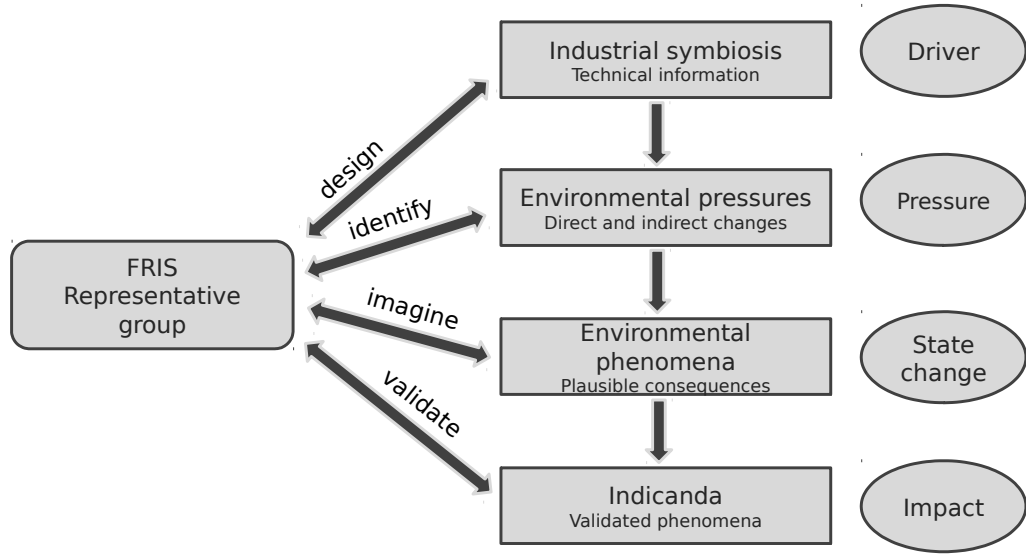 Industrial symbiosis
Technical information
Driver
design
Environmental pressures
Direct and indirect changes
Pressure
identify
FRIS
Representative
group
imagine
Environmental
phenomena
Plausible consequences
State
change
validate
Indicanda
Validated phenomena
Impact